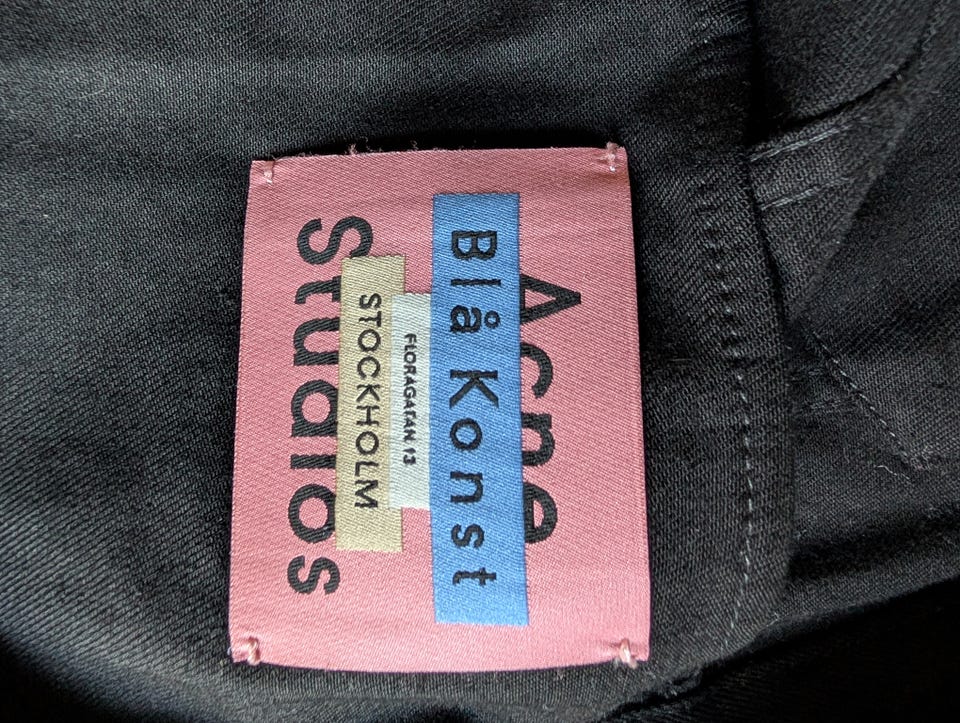 Acne
Blå Konst
FLORAGATAN 13
STOCKHOLM
Studios